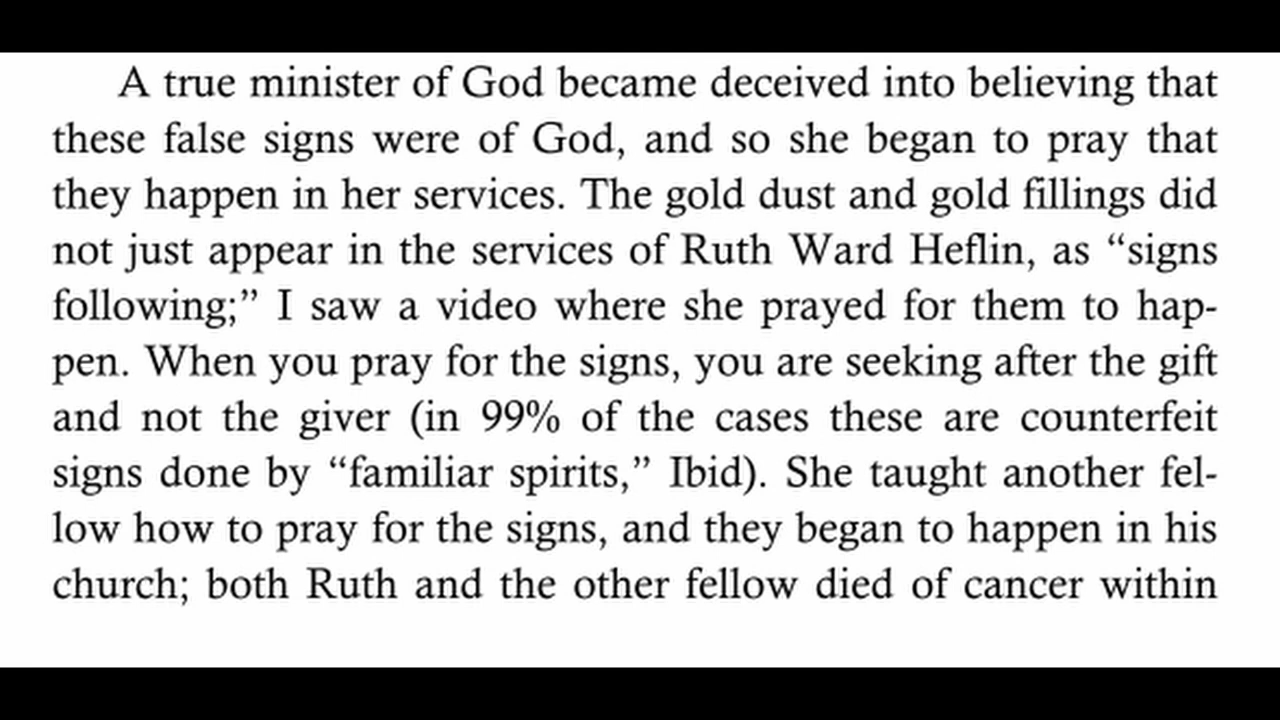 A true minister of God became deceived into believing that
these false signs were of God, and so she began to pray that
they happen in her services. The gold dust and gold fillings did
not just appear in the services of Ruth Ward Heflin, as “signs
following;” I saw a video where she prayed for them to hap-
pen. When you pray for the signs, you are seeking after the gift
and not the giver (in 99% of the cases these are counterfeit
signs done by “familiar spirits,” Ibid). She taught another fel-
low how to pray for the signs, and they began to happen in his
church; both Ruth and the other fellow died of cancer within